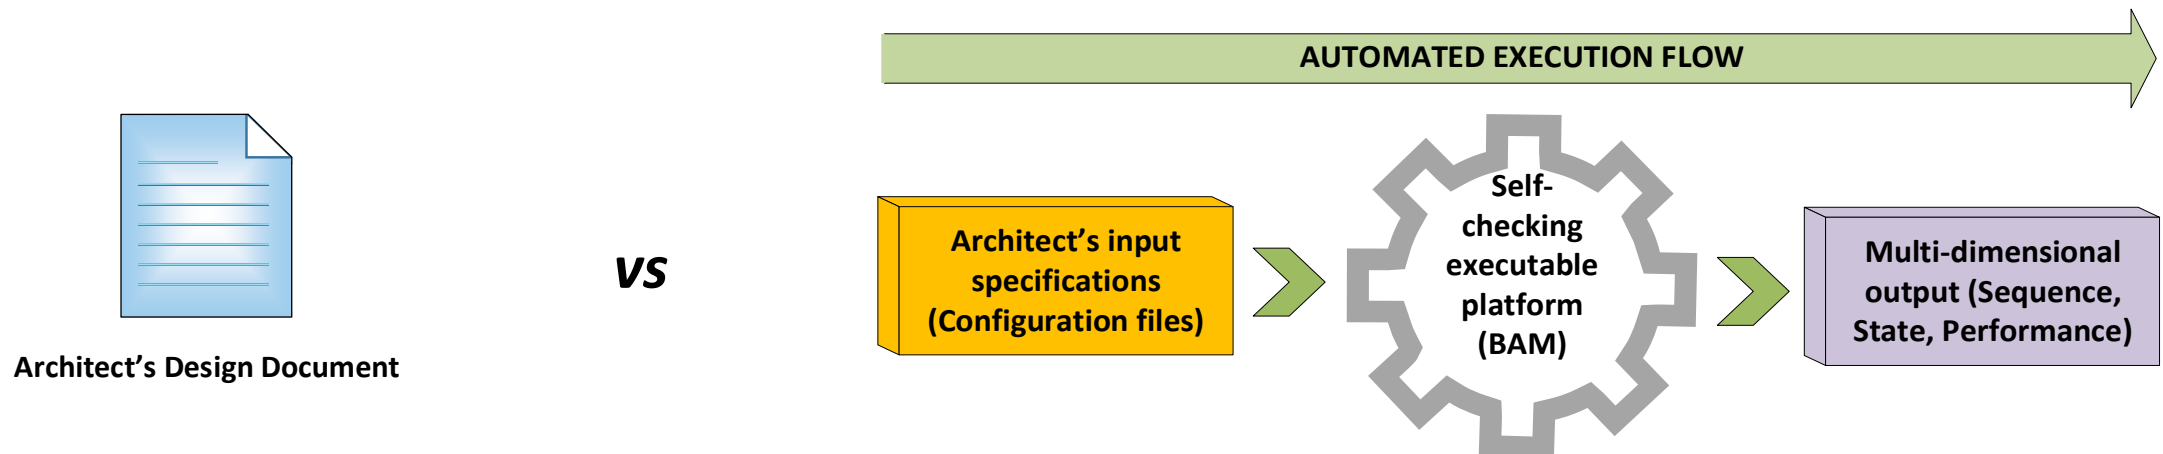 AUTOMATED EXECUTION FLOW
Architect’s Design Document
vs
Architect’s input
specifications
(Configuration files)
Self-
checking
executable
platform
(BAM)
Multi-dimensional
output (Sequence,
State, Performance)